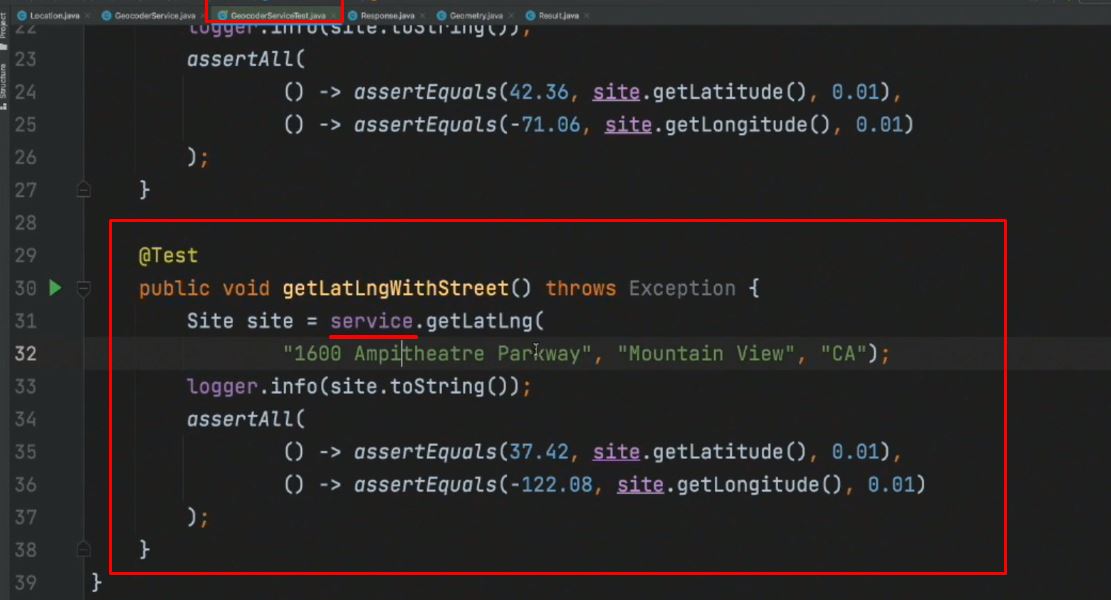 Location.java × GeocoderService.java × GeocoderServiceTest.java × Response.java × Geometry.java × Result.java ×
Project
Structure
22 logger.info(site.toString());
23 assertAll(
24 () -> assertEquals(42.36, site.getLatitude(), 0.01),
25 () -> assertEquals(-71.06, site.getLongitude(), 0.01)
26 );
27 }
28
29 @Test
30 public void getLatLngWithStreet() throws Exception {
31 Site site = service.getLatLng(
32 "1600 Ampitheatre Parkway", "Mountain View", "CA");
33 logger.info(site.toString());
34 assertAll(
35 () -> assertEquals(37.42, site.getLatitude(), 0.01),
36 () -> assertEquals(-122.08, site.getLongitude(), 0.01)
37 );
38 }
39 }